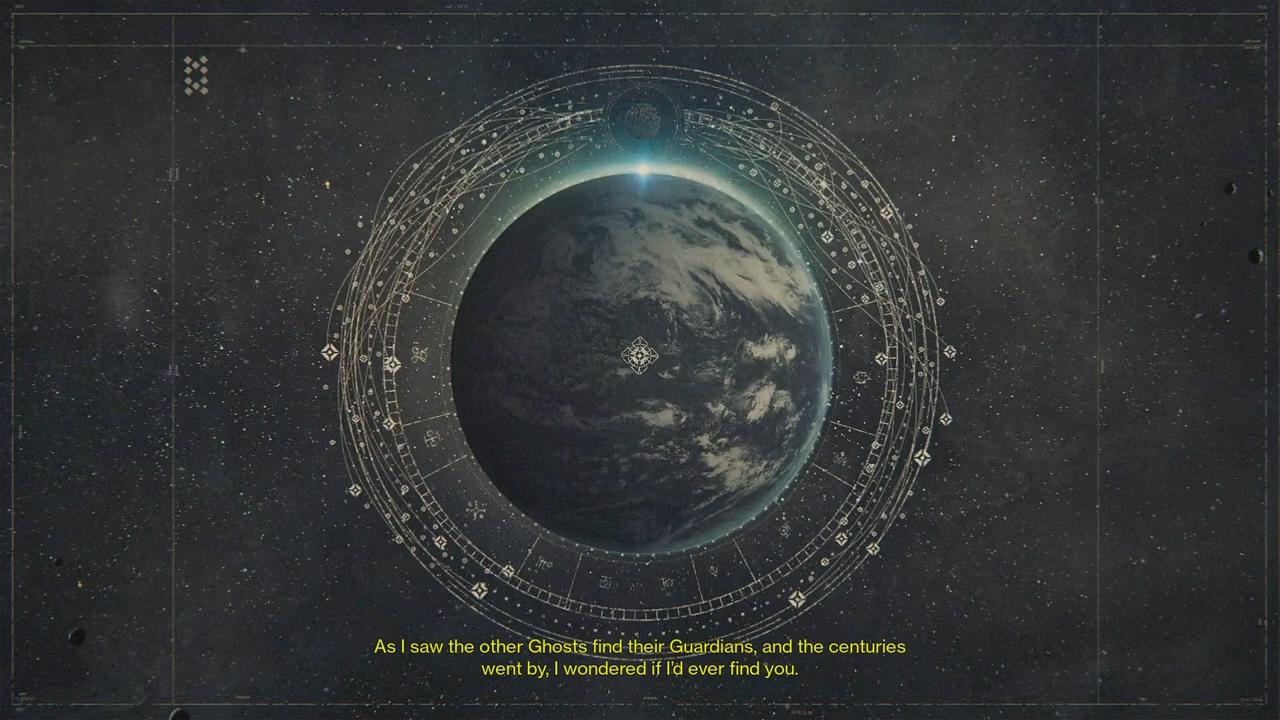 As I saw the other Ghosts find their Guardians, and the centuries
went by, I wondered if I'd ever find you.